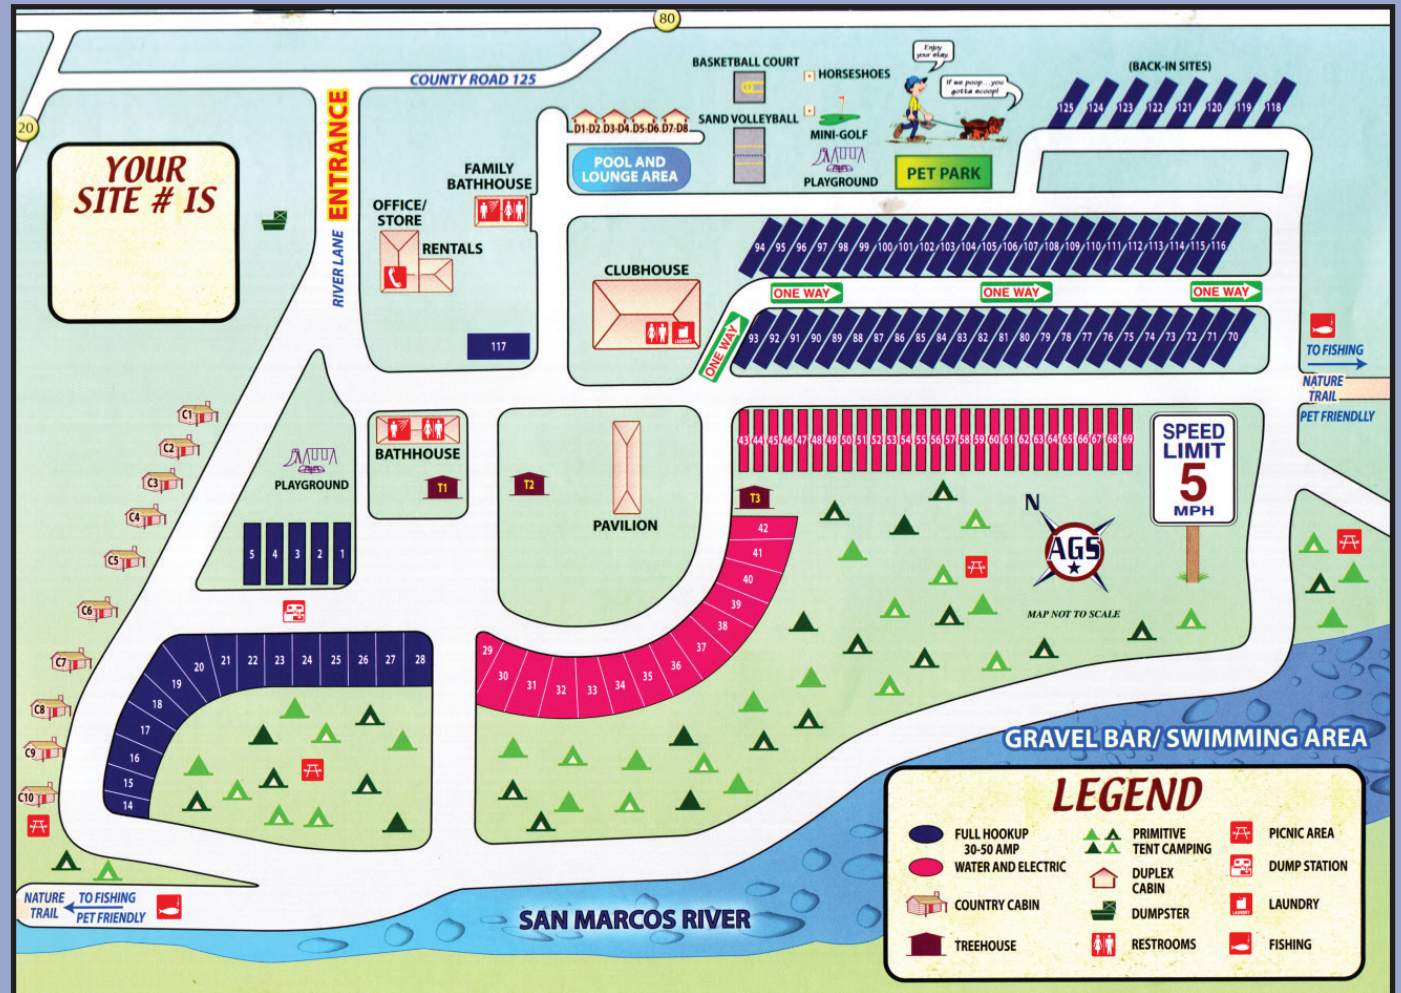 80
COUNTY ROAD 125
20
YOUR
SITE # IS
ENTRANCE
RIVER LANE
OFFICE/
STORE
RENTALS
FAMILY
BATHHOUSE
117
D1-D2 D3-D4 D5-D6 D7-D8
POOL AND
LOUNGE AREA
BASKETBALL COURT
HORSESHOES
SAND VOLLEYBALL
MINI-GOLF
PLAYGROUND
Enjoy
your stay.
If we poop...you
gotta scoop!
PET PARK
(BACK-IN SITES)
125 124 123 122 121 120 119 118
CLUBHOUSE
LAUNDRY
94 95 96 97 98 99 100 101 102 103 104 105 106 107 108 109 110 111 112 113 114 115 116
ONE WAY
ONE WAY
ONE WAY
ONE WAY
93 92 91 90 89 88 87 86 85 84 83 82 81 80 79 78 77 76 75 74 73 72 71 70
TO FISHING
NATURE
TRAIL
PET FRIENDLLY
C1
C2
C3
C4
C5
C6
C7
C8
C9
C10
PLAYGROUND
5 4 3 2 1
BATHHOUSE
T1
T2
PAVILION
43 44 45 46 47 48 49 50 51 52 53 54 55 56 57 58 59 60 61 62 63 64 65 66 67 68 69
T3
SPEED
LIMIT
5
MPH
N
AGS
MAP NOT TO SCALE
42
41
40
39
38
37
36
35
34
33
32
31
30
29
28
27
26
25
24
23
22
21
20
19
18
17
16
15
14
NATURE
TRAIL
TO FISHING
PET FRIENDLY
SAN MARCOS RIVER
GRAVEL BAR/ SWIMMING AREA
LEGEND
FULL HOOKUP
30-50 AMP
WATER AND ELECTRIC
COUNTRY CABIN
TREEHOUSE
PRIMITIVE
TENT CAMPING
DUPLEX
CABIN
DUMPSTER
RESTROOMS
PICNIC AREA
DUMP STATION
LAUNDRY
LAUNDRY
FISHING